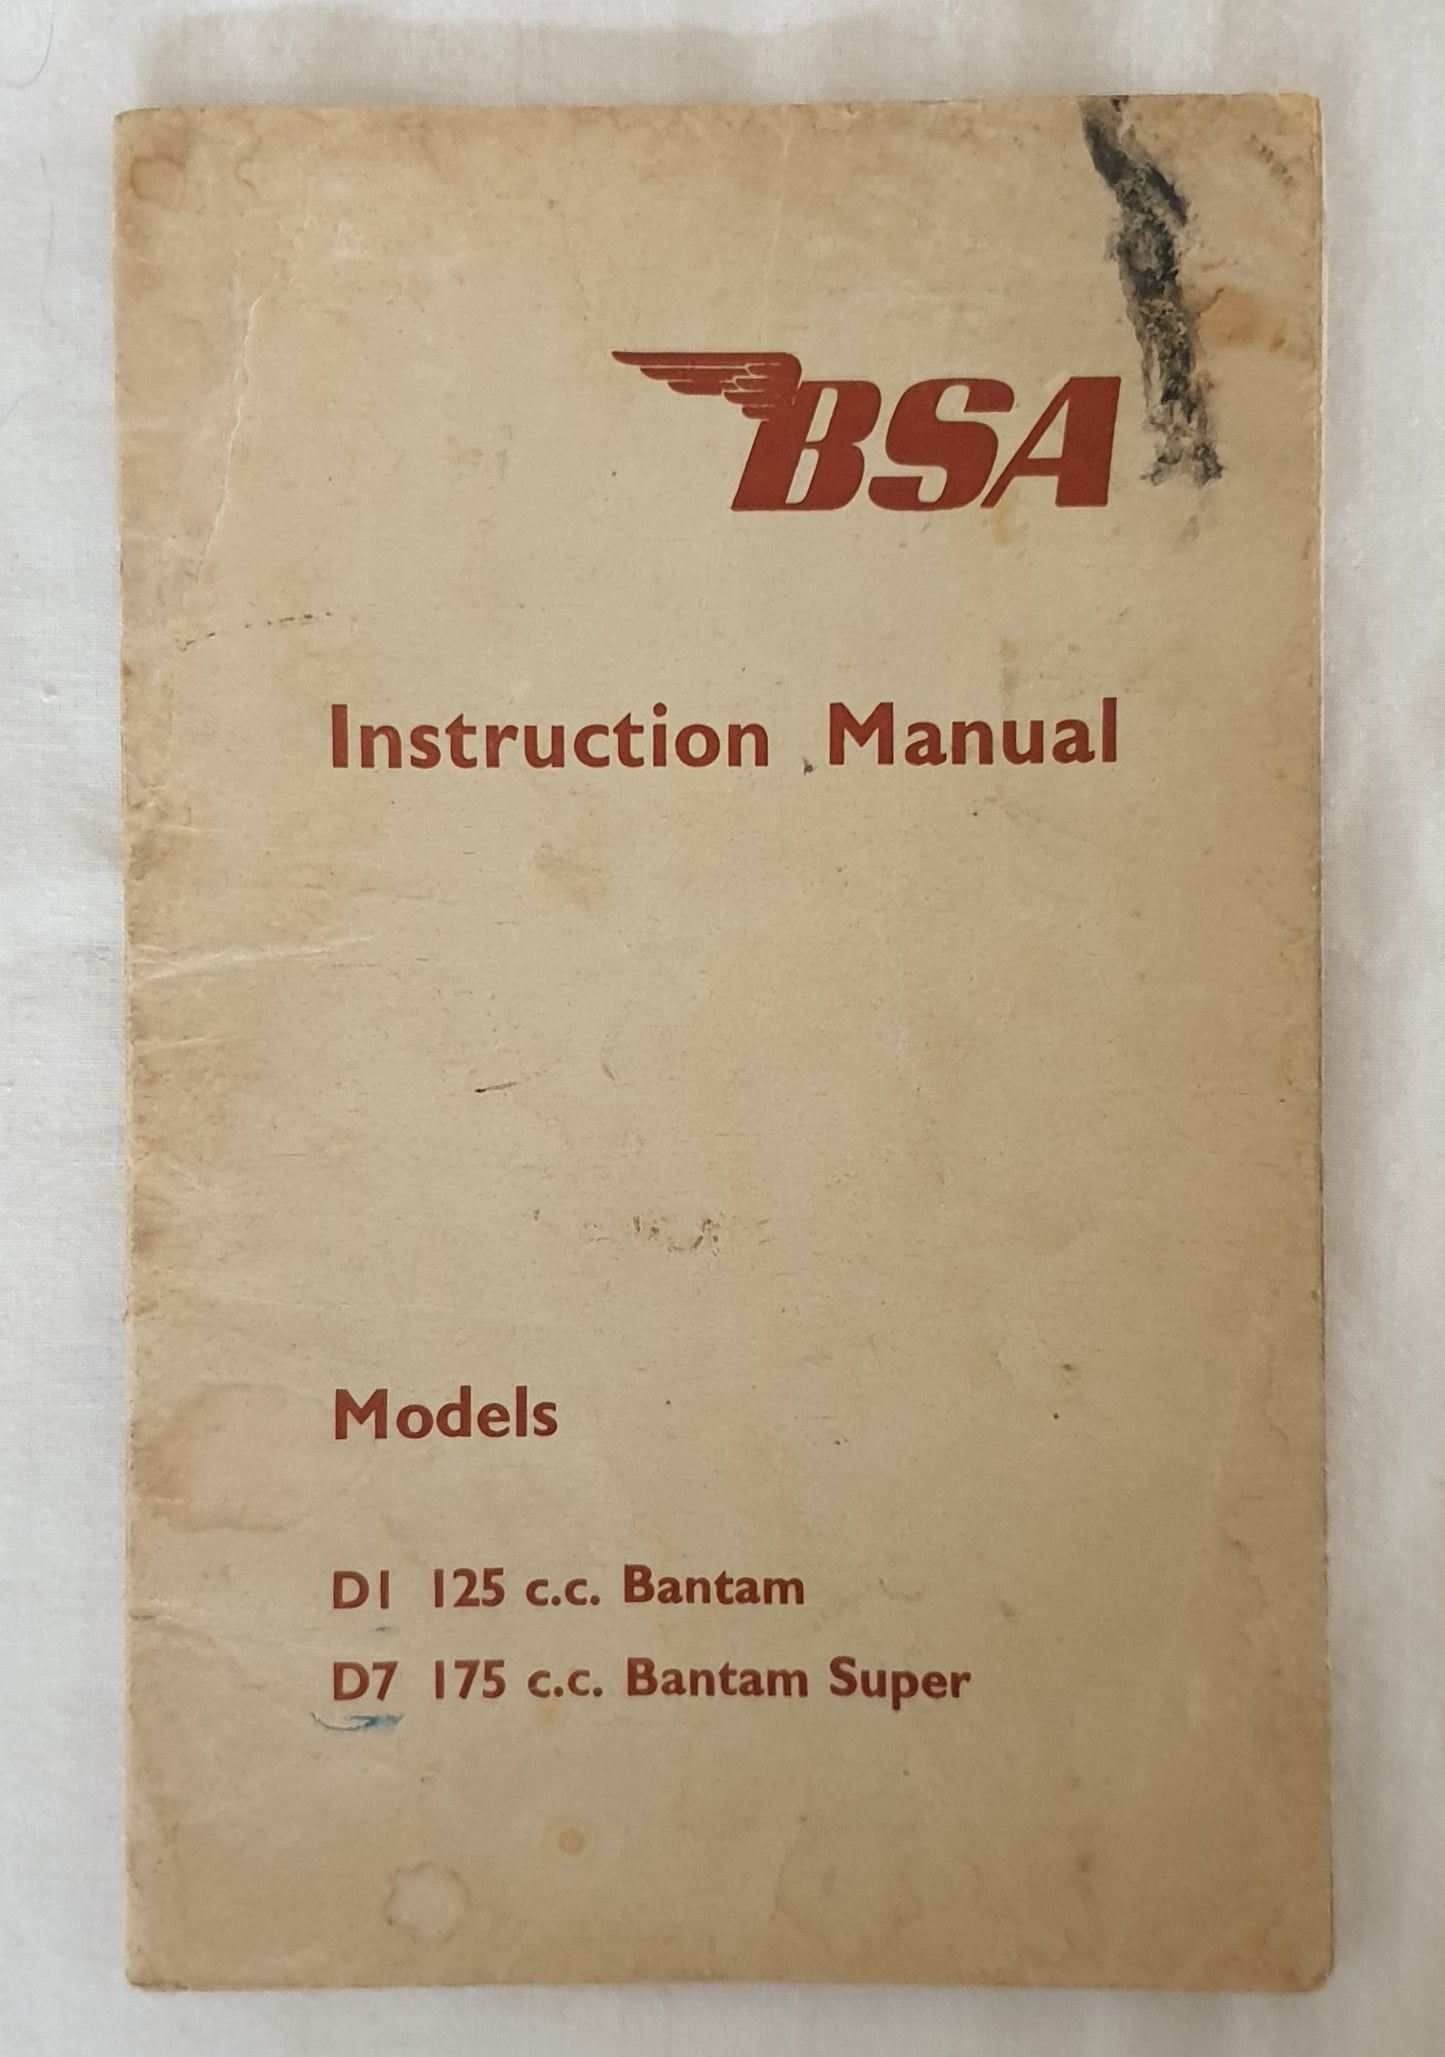 BSA
Instruction Manual
Models
D1 125 c.c. Bantam
D7 175 c.c. Bantam Super